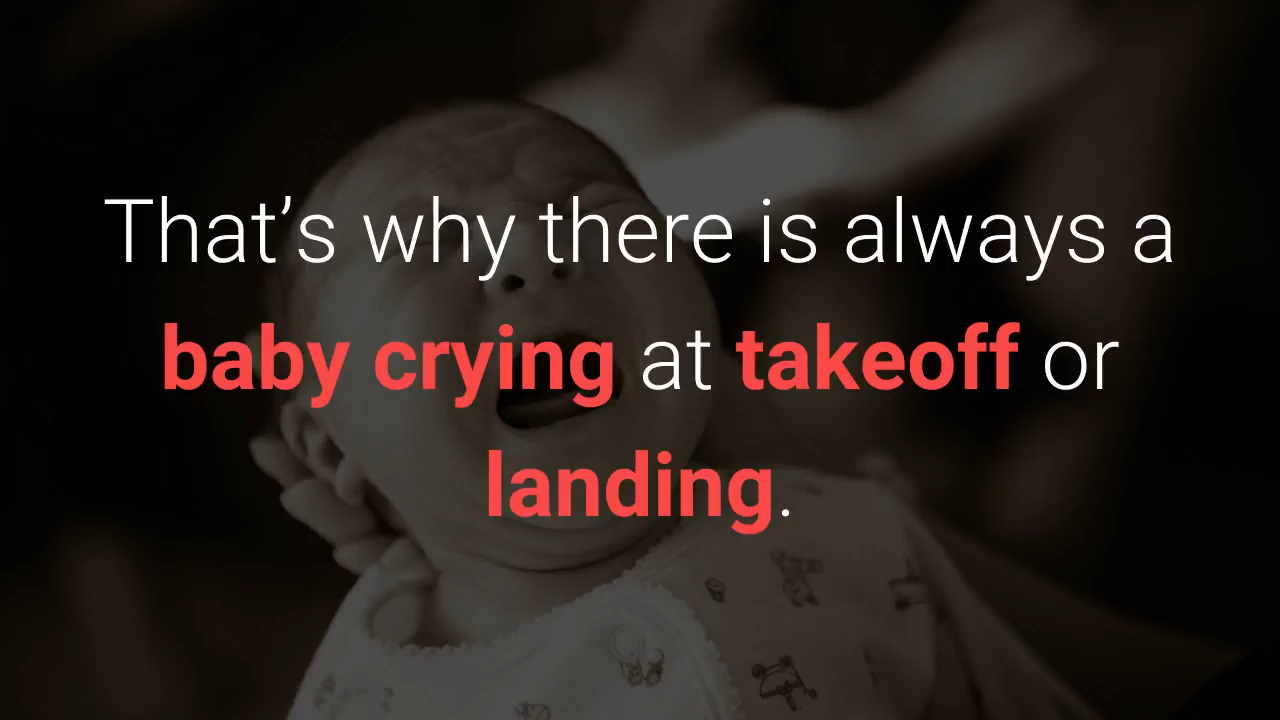 That’s why there is always a
baby crying at takeoff or
landing.